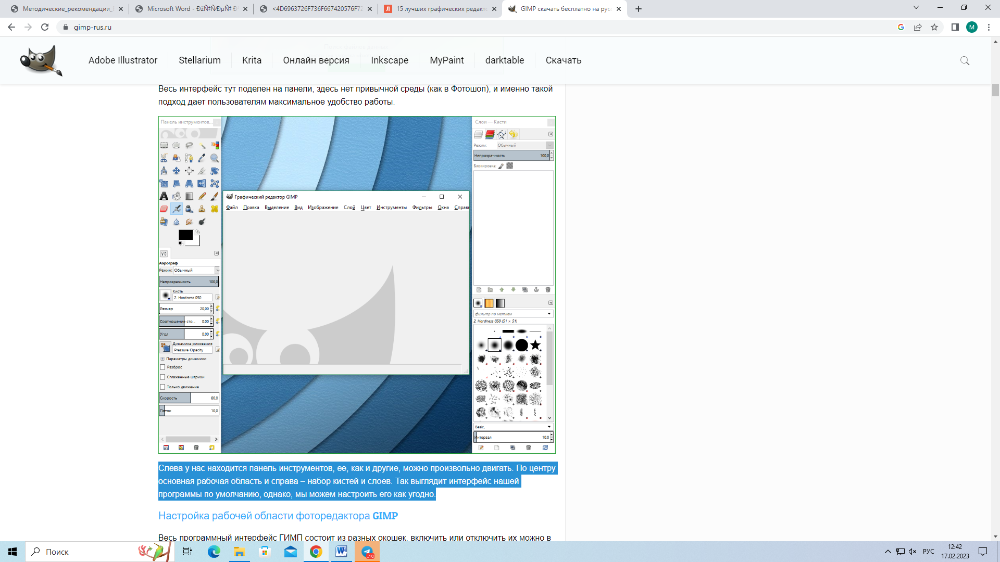 Методические_рекомендации_
Microsoft Word - ÐžÑ‡Ñ/ÐµÑ‡ Ð
<4D6963726F736F667420576F72
15 лучших графических редакто
GIMP скачать бесплатно на рус
gimp-rus.ru
M
Adobe Illustrator
Stellarium
Krita
Онлайн версия
Inkscape
MyPaint
darktable
Скачать
Весь интерфейс тут поделен на панели, здесь нет привычной среды (как в Фотошоп), и именно такой
подход дает пользователям максимальное удобство работы.
Панель инструментов...
Слои — Кисти
Режим: Обычный
Непрозрачность 100,0
Блокировка:
Графический редактор GIMP
Файл Правка Выделение Вид Изображение Слой Цвет Инструменты Фильтры Окна Справк
Аэрограф
Режим: Обычный
Непрозрачность 100,0
Кисть
2. Hardness 050
Размер 20,00
Соотношение сто... 0,00
Угол 0,00
Динамика рисования
Pressure Opacity
Параметры динамики
Разброс
Сглаженные штрихи
Только движение
Скорость 80,0
Поток 10,0
фильтр по меткам
2. Hardness 050 (51 × 51)
Basic,
Интервал 10,0
Слева у нас находится панель инструментов, ее, как и другие, можно произвольно двигать. По центру
основная рабочая область и справа – набор кистей и слоев. Так выглядит интерфейс нашей
программы по умолчанию, однако, мы можем настроить его как угодно.
Настройка рабочей области фоторедактора GIMP
Весь программный интерфейс ГИМП состоит из разных окошек, включить или отключить их можно в
Поиск
..10
РУС
12:42
17.02.2023